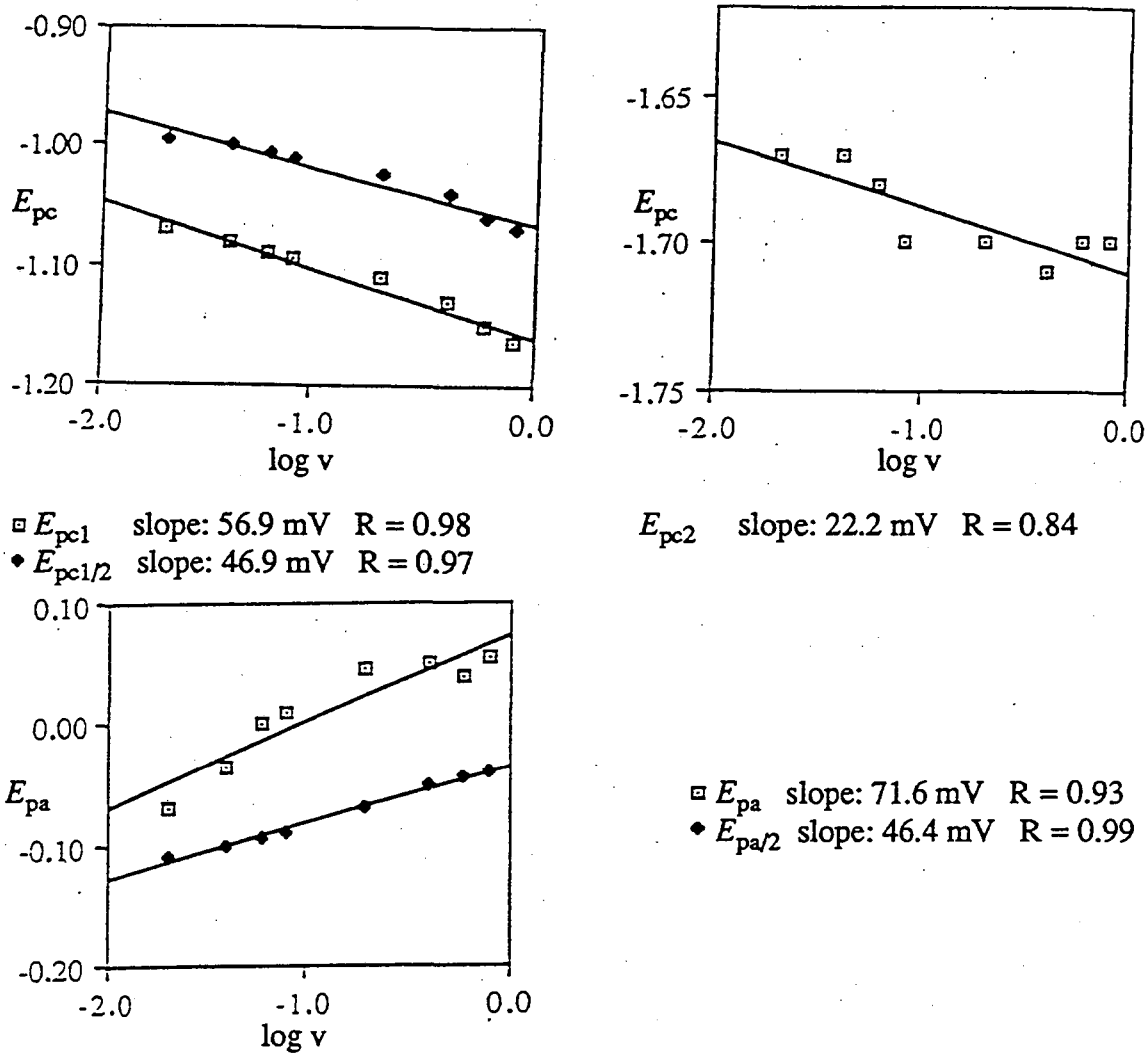 -0.90
-1.00
E_pc
-1.10
-1.20
-2.0 -1.0 0.0
log v
-1.65
E_pc
-1.70
-1.75
-2.0 -1.0 0.0
log v
⊡ E_pc1 slope: 56.9 mV R = 0.98
◆ E_pc1/2 slope: 46.9 mV R = 0.97
E_pc2 slope: 22.2 mV R = 0.84
0.10
0.00
E_pa
-0.10
-0.20
-2.0 -1.0 0.0
log v
⊡ E_pa slope: 71.6 mV R = 0.93
◆ E_pa/2 slope: 46.4 mV R = 0.99